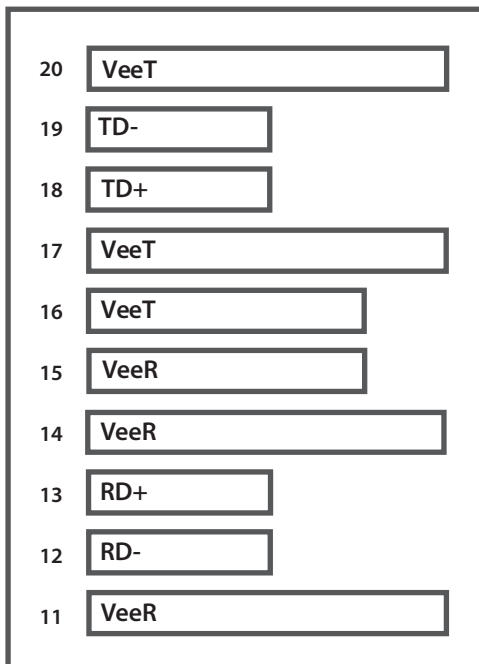 20 VeeT
19 TD-
18 TD+
17 VeeT
16 VeeT
15 VeeR
14 VeeR
13 RD+
12 RD-
11 VeeR